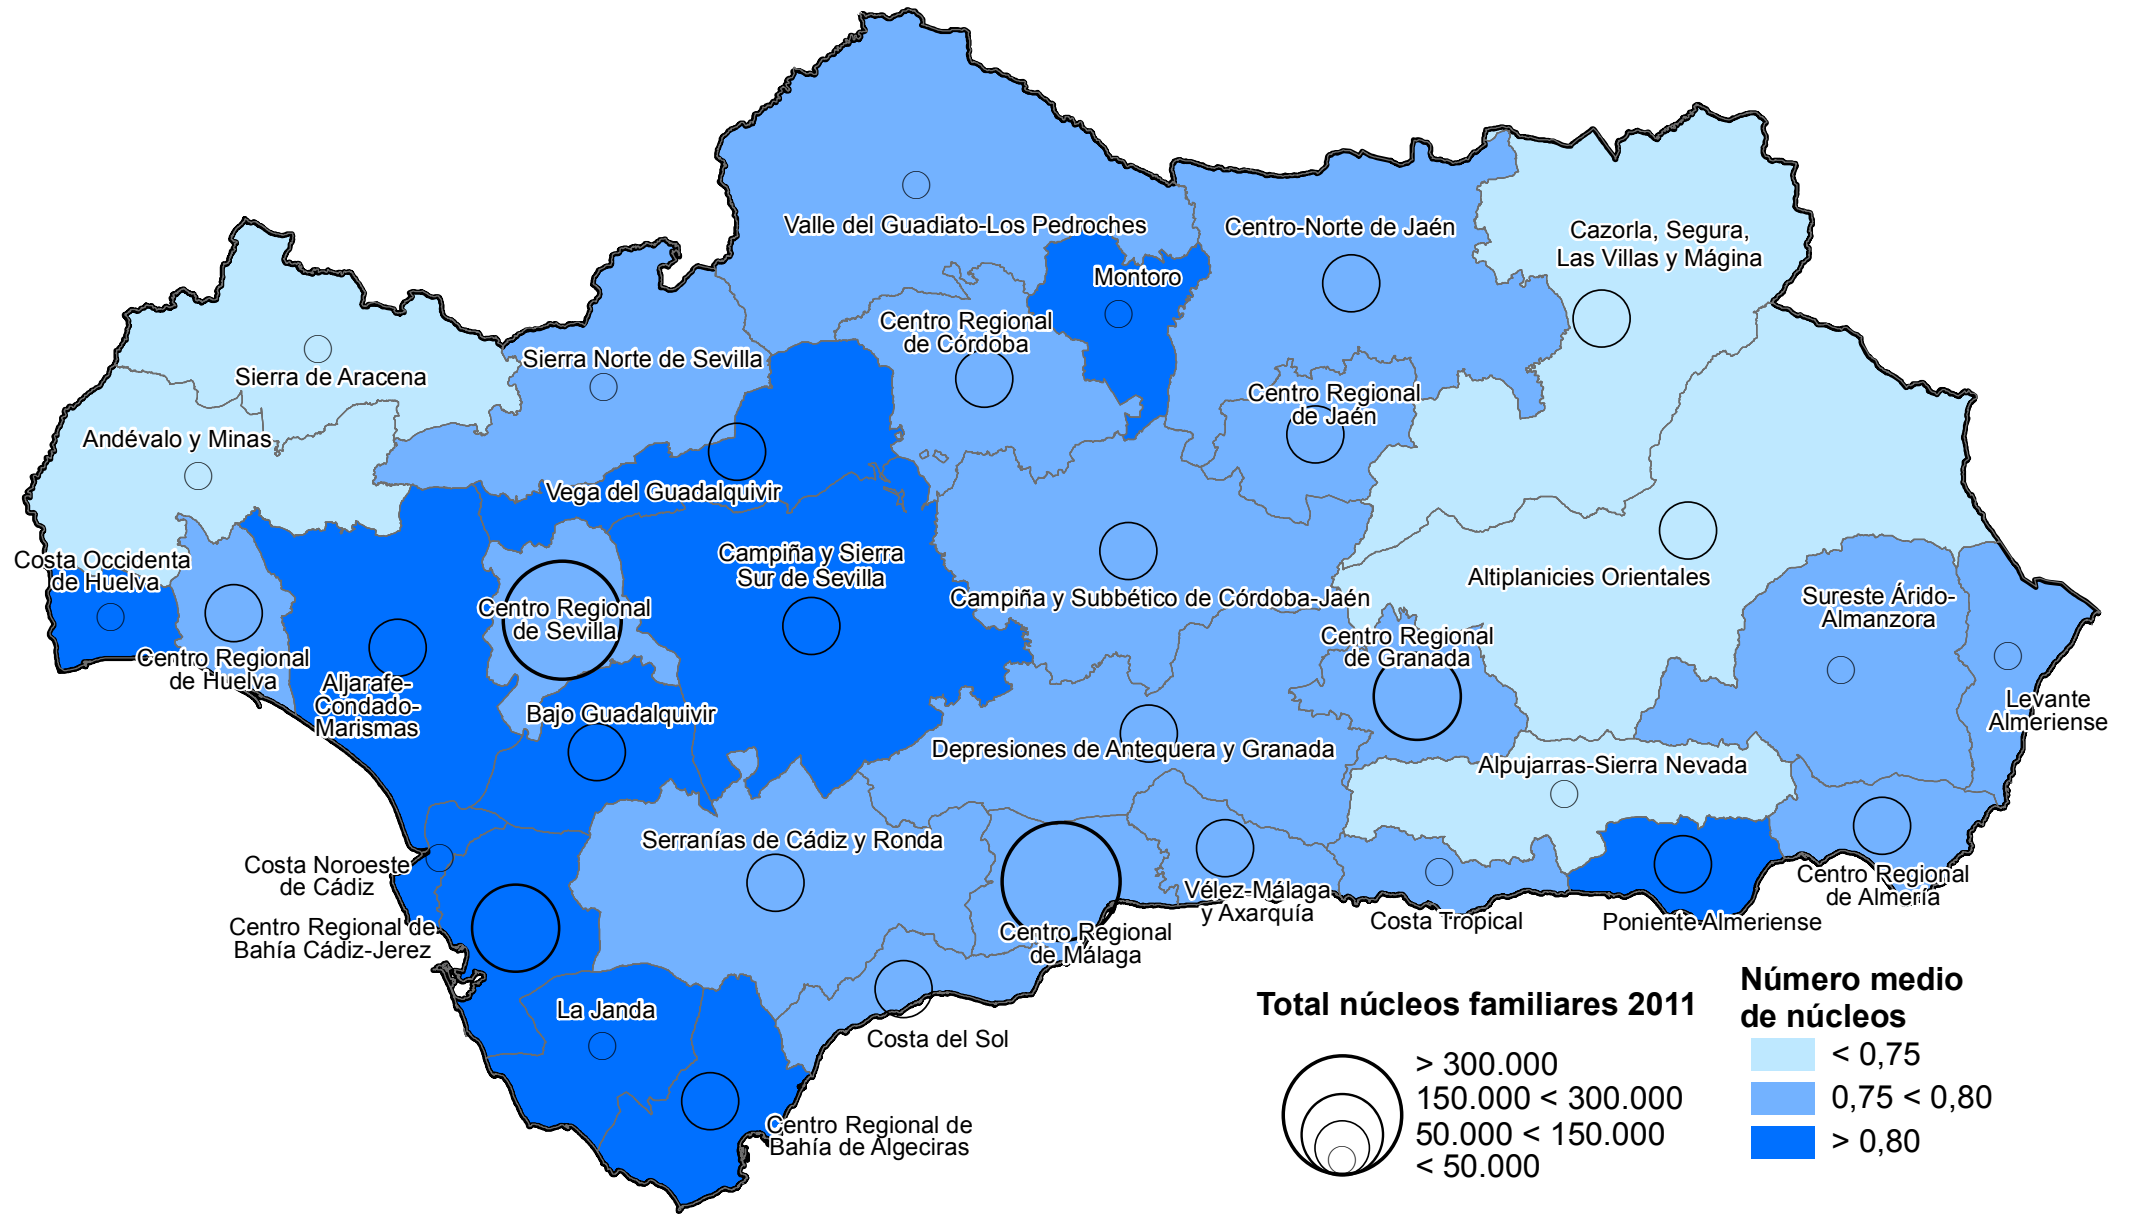 Valle del Guadiato-Los Pedroches
Centro-Norte de Jaén
Cazorla, Segura,
Las Villas y Mágina
Montoro
Centro Regional
de Córdoba
Sierra Norte de Sevilla
Sierra de Aracena
Centro Regional
de Jaén
Andévalo y Minas
Vega del Guadalquivir
Costa Occidenta
de Huelva
Campiña y Sierra
Sur de Sevilla
Altiplanicies Orientales
Sureste Árido-
Almanzora
Campiña y Subbético de Córdoba-Jaén
Centro Regional
de Sevilla
Centro Regional
de Granada
Centro Regional
de Huelva
Aljarafe-
Condado-
Marismas
Bajo Guadalquivir
Levante
Almeriense
Depresiones de Antequera y Granada
Alpujarras-Sierra Nevada
Serranías de Cádiz y Ronda
Costa Noroeste
de Cádiz
Vélez-Málaga
y Axarquía
Centro Regional
de Almería
Costa Tropical
Poniente Almeriense
Centro Regional de
Bahía Cádiz-Jerez
Centro Regional
de Málaga
La Janda
Costa del Sol
Centro Regional de
Bahía de Algeciras
Total núcleos familiares 2011
> 300.000
150.000 < 300.000
50.000 < 150.000
< 50.000
Número medio
de núcleos
< 0,75
0,75 < 0,80
> 0,80